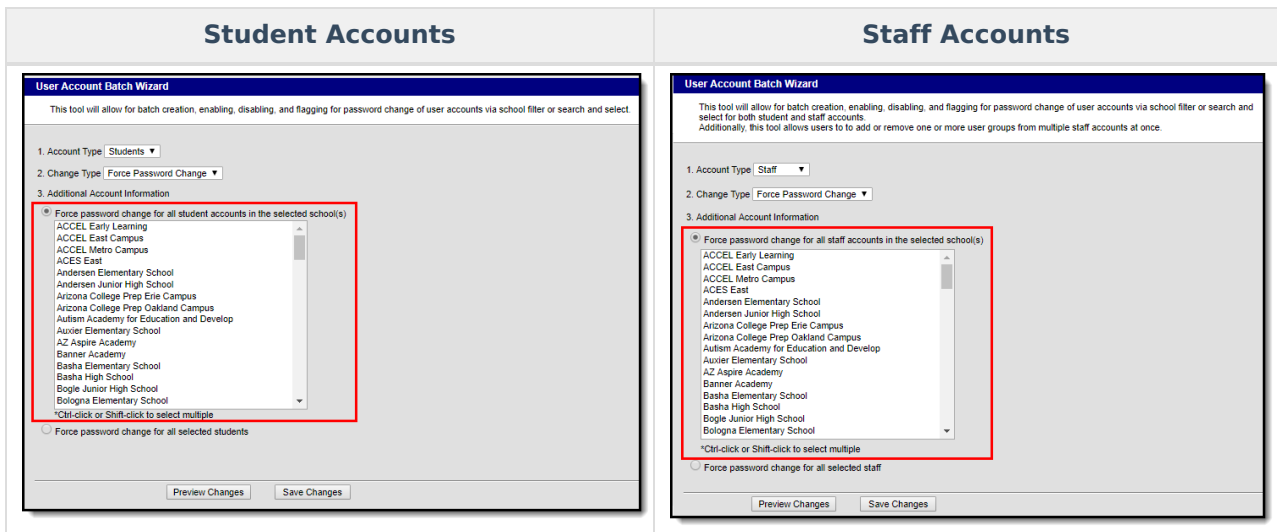 Student Accounts
Staff Accounts
User Account Batch Wizard
This tool will allow for batch creation, enabling, disabling, and flagging for password change of user accounts via school filter or search and select.
1. Account Type Students ▼
2. Change Type Force Password Change ▼
3. Additional Account Information
Force password change for all student accounts in the selected school(s)
ACCEL Early Learning
ACCEL East Campus
ACCEL Metro Campus
ACES East
Andersen Elementary School
Andersen Junior High School
Arizona College Prep Erie Campus
Arizona College Prep Oakland Campus
Autism Academy for Education and Develop
Auxier Elementary School
AZ Aspire Academy
Banner Academy
Basha Elementary School
Basha High School
Bogle Junior High School
Bologna Elementary School
*Ctrl-click or Shift-click to select multiple
Force password change for all selected students
Preview Changes Save Changes
User Account Batch Wizard
This tool will allow for batch creation, enabling, disabling, and flagging for password change of user accounts via school filter or search and
select for both student and staff accounts.
Additionally, this tool allows users to to add or remove one or more user groups from multiple staff accounts at once.
1. Account Type Staff ▼
2. Change Type Force Password Change ▼
3. Additional Account Information
Force password change for all staff accounts in the selected school(s)
ACCEL Early Learning
ACCEL East Campus
ACCEL Metro Campus
ACES East
Andersen Elementary School
Andersen Junior High School
Arizona College Prep Erie Campus
Arizona College Prep Oakland Campus
Autism Academy for Education and Develop
Auxier Elementary School
AZ Aspire Academy
Banner Academy
Basha Elementary School
Basha High School
Bogle Junior High School
Bologna Elementary School
*Ctrl-click or Shift-click to select multiple
Force password change for all selected staff
Preview Changes Save Changes